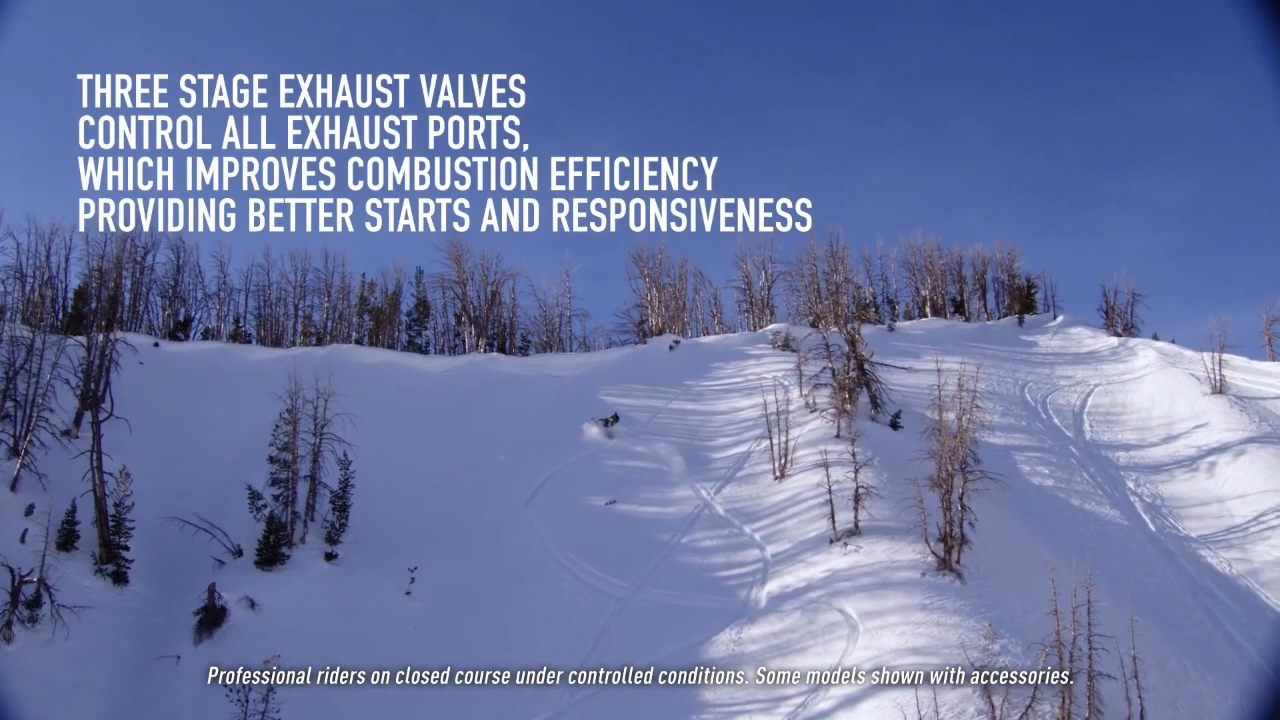 THREE STAGE EXHAUST VALVES
CONTROL ALL EXHAUST PORTS,
WHICH IMPROVES COMBUSTION EFFICIENCY
PROVIDING BETTER STARTS AND RESPONSIVENESS
Professional riders on closed course under controlled conditions. Some models shown with accessories.